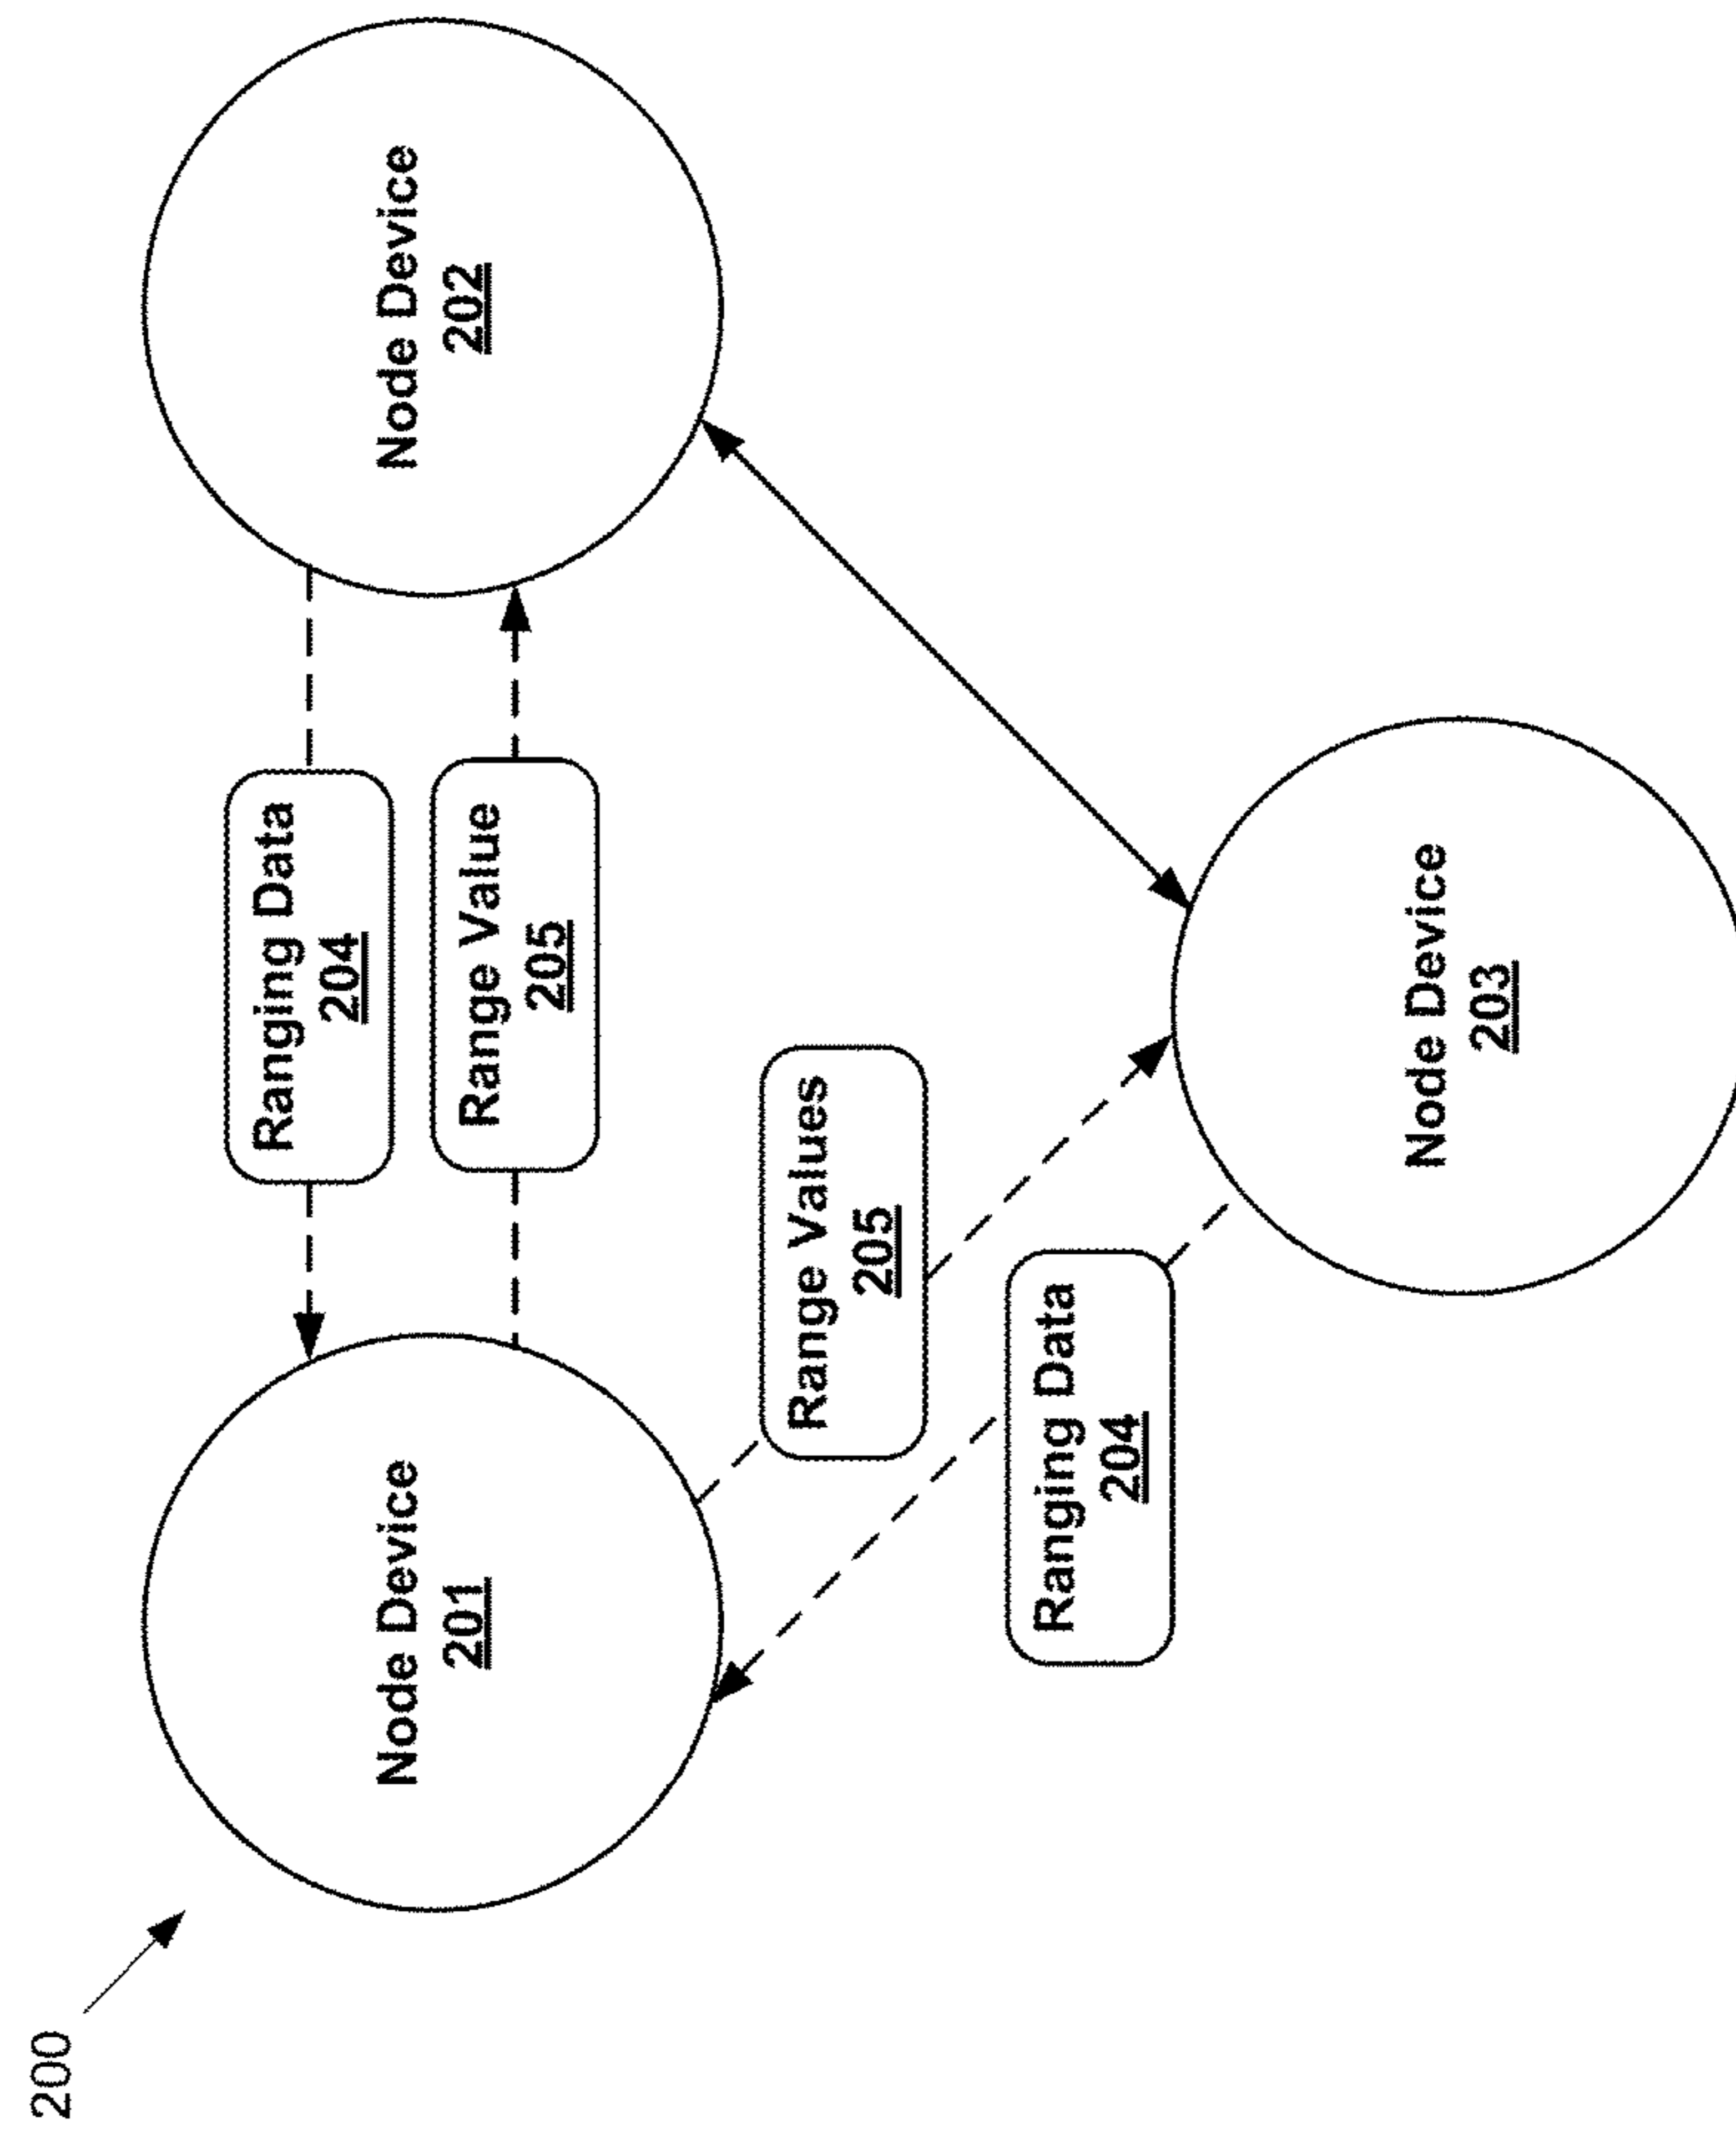 200
Node Device
201
Ranging Data
204
Range Value
205
Node Device
202
Range Values
205
Ranging Data
204
Node Device
203